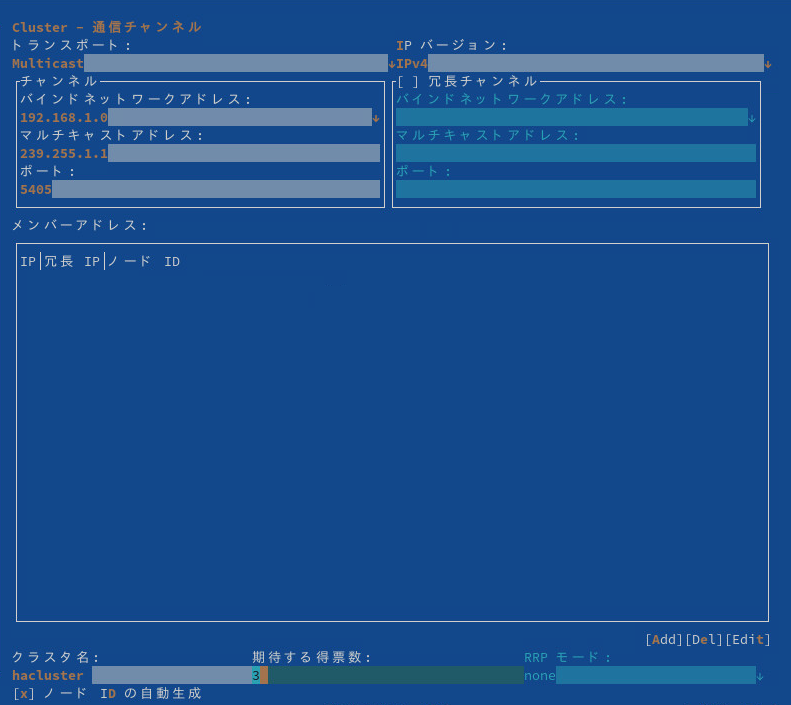 Cluster - 通信チャンネル
トランスポート:
IP バージョン:
Multicast↓
IPv4↓
チャンネル
バインドネットワークアドレス:
192.168.1.0↓
マルチキャストアドレス:
239.255.1.1
ポート:
5405
[ ] 冗長チャンネル
バインドネットワークアドレス:
↓
マルチキャストアドレス:
ポート:
メンバーアドレス:
IP│冗長 IP│ノード ID
[Add][Del][Edit]
クラスタ名:
hacluster
期待する得票数:
3
RRP モード:
none↓
[x] ノード ID の自動生成